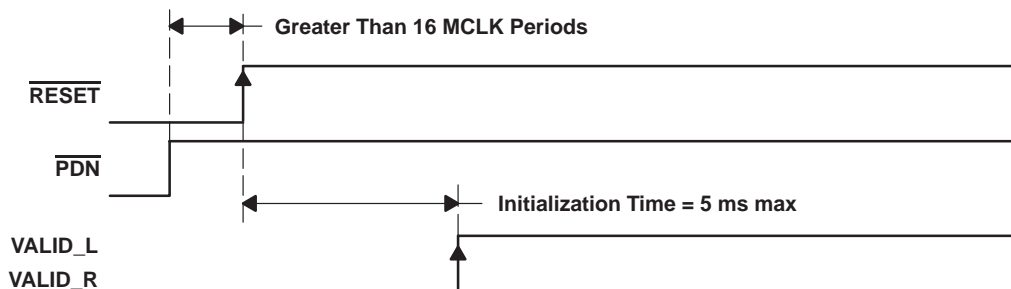 Greater Than 16 MCLK Periods
RESET
PDN
Initialization Time = 5 ms max
VALID_L
VALID_R